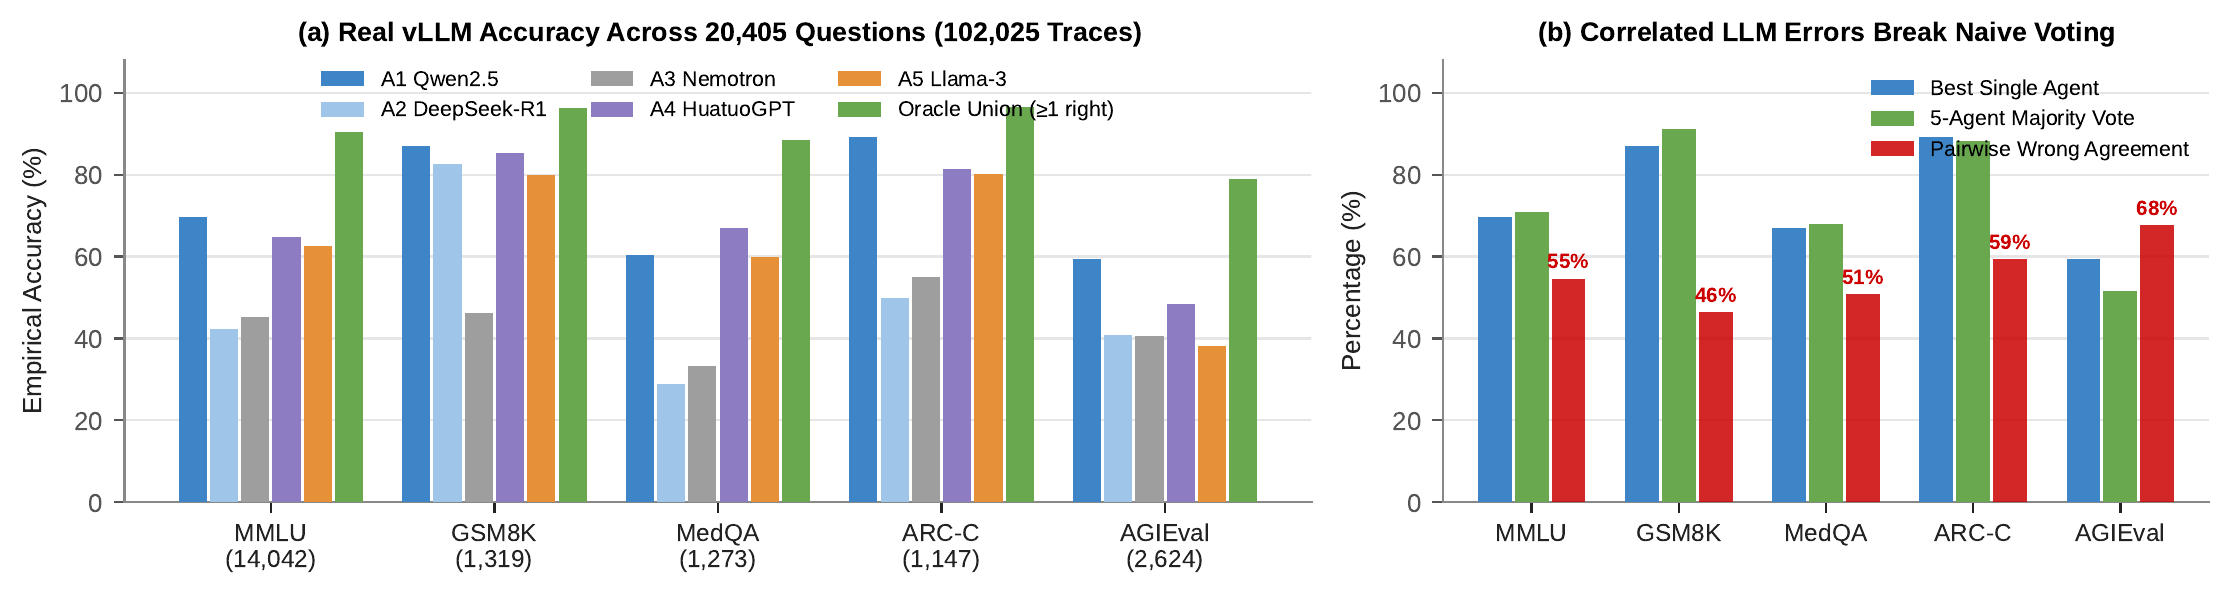 (a) Real vLLM Accuracy Across 20,405 Questions (102,025 Traces)
A1 Qwen2.5
A2 DeepSeek-R1
A3 Nemotron
A4 HuatuoGPT
A5 Llama-3
Oracle Union (≥1 right)
Empirical Accuracy (%)
100
80
60
40
20
0
MMLU
(14,042)
GSM8K
(1,319)
MedQA
(1,273)
ARC-C
(1,147)
AGIEval
(2,624)
(b) Correlated LLM Errors Break Naive Voting
Best Single Agent
5-Agent Majority Vote
Pairwise Wrong Agreement
Percentage (%)
100
80
60
40
20
0
55%
46%
51%
59%
68%
MMLU
GSM8K
MedQA
ARC-C
AGIEval